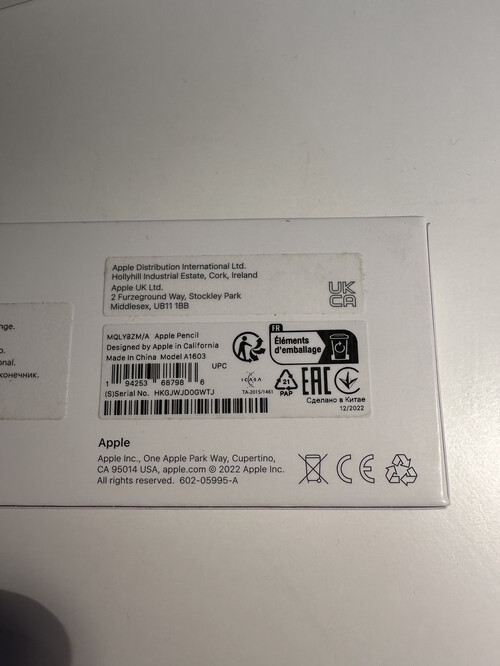 Apple Distribution International Ltd.
Hollyhill Industrial Estate, Cork, Ireland
Apple UK Ltd.
2 Furzeground Way, Stockley Park
Middlesex, UB11 1BB
UK
CA
nge.
o.
onal.
конечник.
MQLY3ZM/A Apple Pencil
Designed by Apple in California
Made in China Model A1603
UPC
1 94253 68798 6
(S)Serial No. HKGJWJD0GWTJ
FR
Éléments
d'emballage
ICASA
TA-2015/1461
21
PAP
EAC
Сделано в Китае
12/2022
Apple
Apple Inc., One Apple Park Way, Cupertino,
CA 95014 USA, apple.com © 2022 Apple Inc.
All rights reserved. 602-05995-A
CE